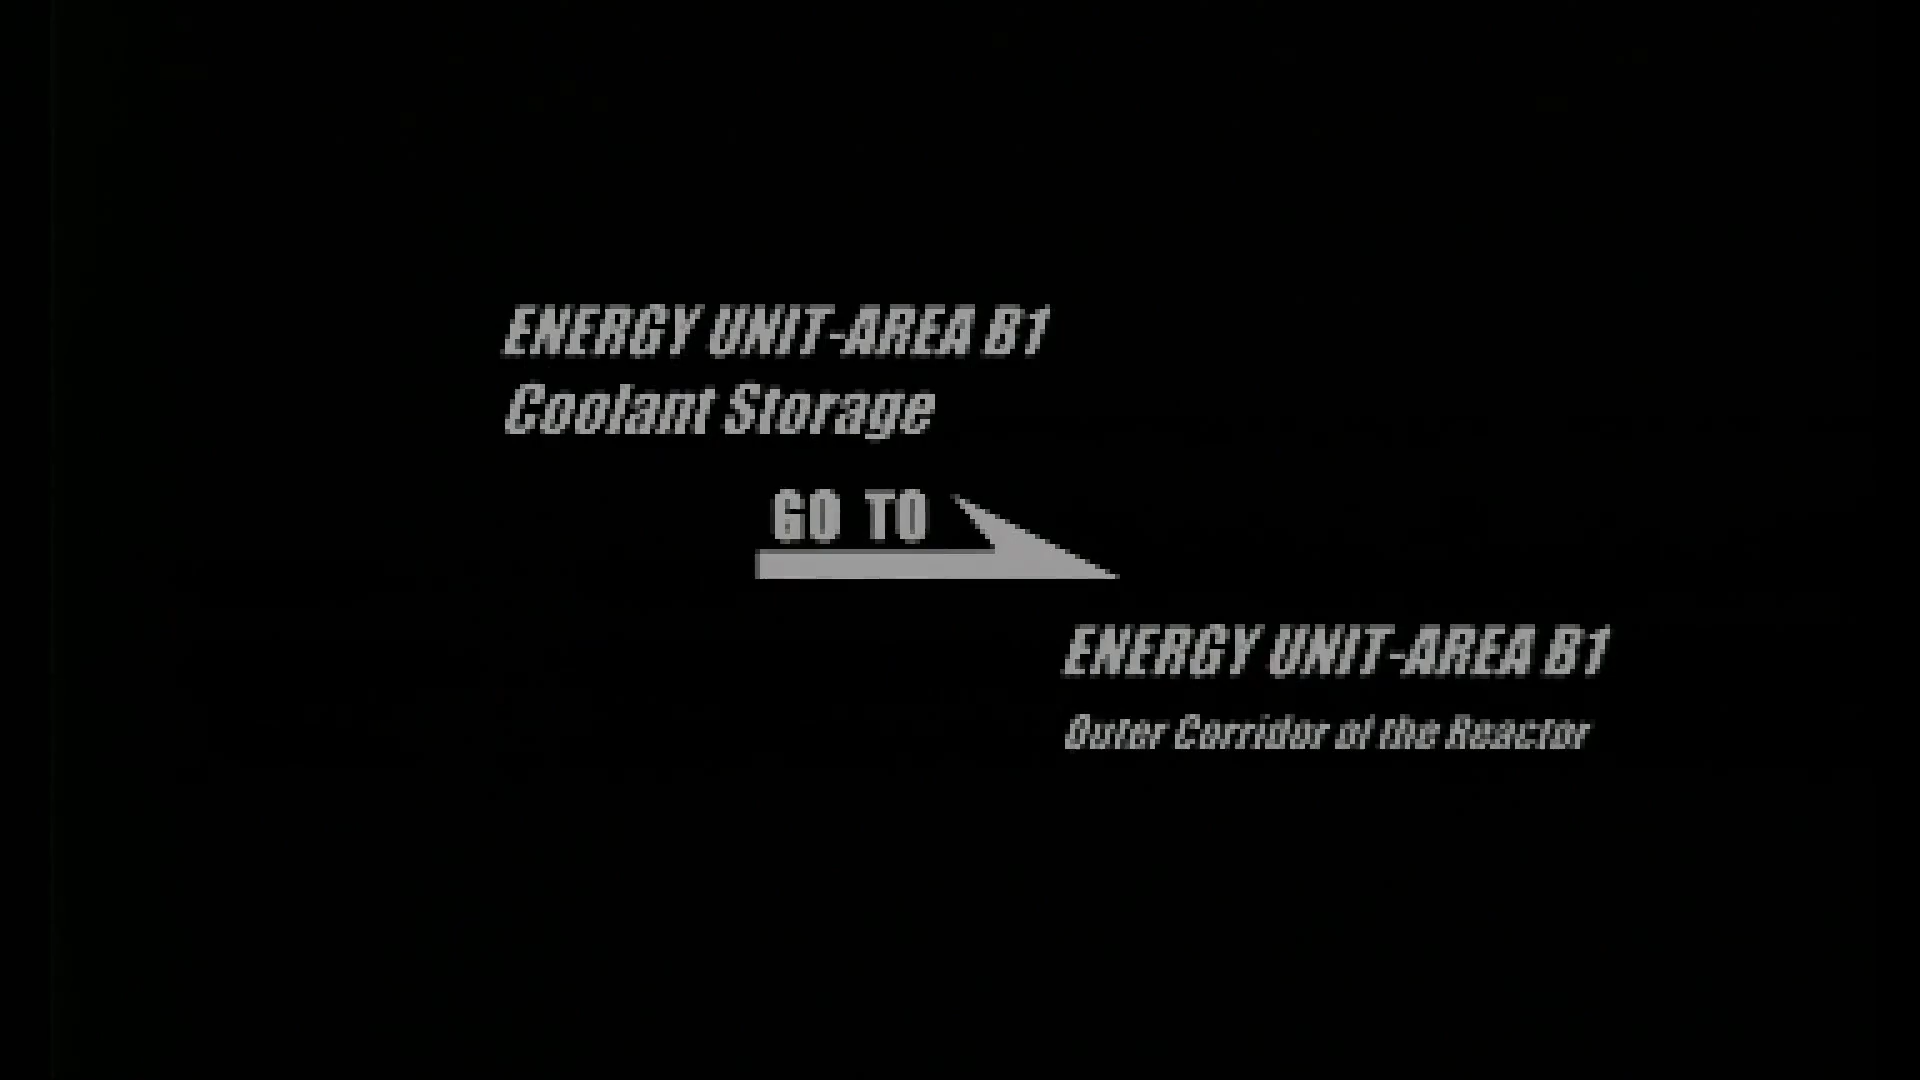 ENERGY UNIT-AREA B1
Coolant Storage
GO TO
ENERGY UNIT-AREA B1
Outer Corridor of the Reactor